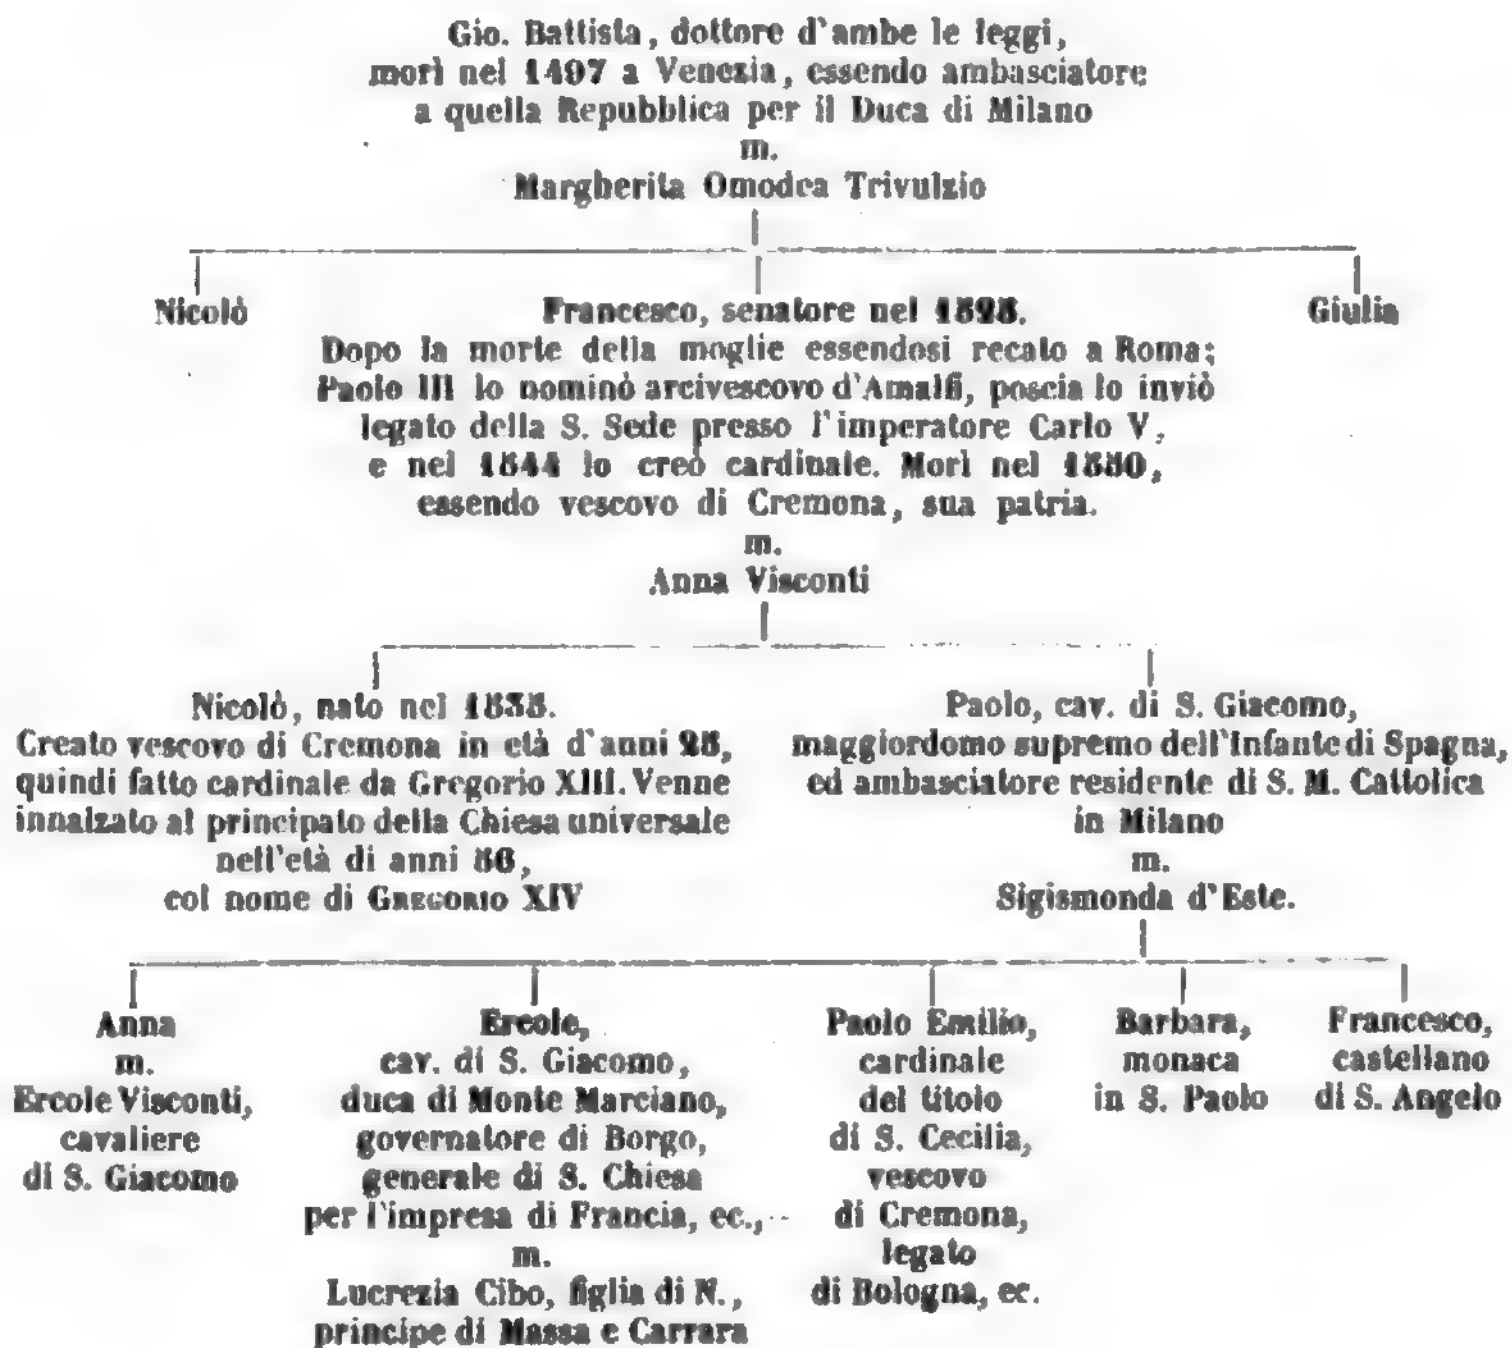 Gio. Battista, dottore d'ambe le leggi,
morì nel 1497 a Venezia, essendo ambasciatore
a quella Repubblica per il Duca di Milano
m.
Margherita Omodea Trivulzio
Nicolò
Francesco, senatore nel 1525.
Dopo la morte della moglie essendosi recato a Roma;
Paolo III lo nominò arcivescovo d'Amalfi, poscia lo inviò
legato della S. Sede presso l'imperatore Carlo V,
e nel 1544 lo creò cardinale. Morì nel 1550,
essendo vescovo di Cremona, sua patria.
m.
Anna Visconti
Giulia
Nicolò, nato nel 1535.
Creato vescovo di Cremona in età d'anni 25,
quindi fatto cardinale da Gregorio XIII. Venne
innalzato al principato della Chiesa universale
nell'età di anni 56,
col nome di GREGORIO XIV
Paolo, cav. di S. Giacomo,
maggiordomo supremo dell'Infante di Spagna,
ed ambasciatore residente di S. M. Cattolica
in Milano
m.
Sigismonda d'Este.
Anna
m.
Ercole Visconti,
cavaliere
di S. Giacomo
Ercole,
cav. di S. Giacomo,
duca di Monte Marciano,
governatore di Borgo,
generale di S. Chiesa
per l'impresa di Francia, ec.,
m.
Lucrezia Cibo, figlia di N.,
principe di Massa e Carrara
Paolo Emilio,
cardinale
del titolo
di S. Cecilia,
vescovo
di Cremona,
legato
di Bologna, ec.
Barbara,
monaca
in S. Paolo
Francesco,
castellano
di S. Angelo